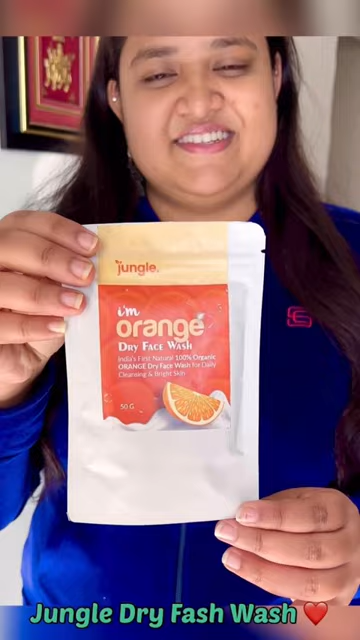 jungle.
i'm
orange
DRY FACE WASH
India's First Natural 100% Organic
ORANGE Dry Face Wash for Daily
Cleansing & Bright Skin
50 G
Jungle Dry Fash Wash ❤️